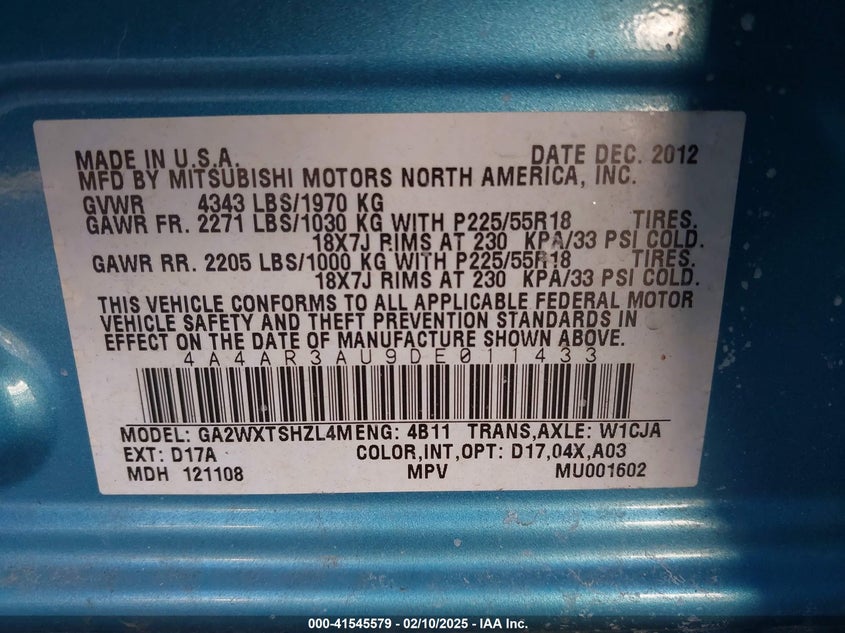 MADE IN U.S.A. DATE DEC. 2012
MFD BY MITSUBISHI MOTORS NORTH AMERICA, INC.
GVWR 4343 LBS/1970 KG
GAWR FR. 2271 LBS/1030 KG WITH P225/55R18 TIRES.
18X7J RIMS AT 230 KPA/33 PSI COLD.
GAWR RR. 2205 LBS/1000 KG WITH P225/55R18 TIRES.
18X7J RIMS AT 230 KPA/33 PSI COLD.
THIS VEHICLE CONFORMS TO ALL APPLICABLE FEDERAL MOTOR
VEHICLE SAFETY AND THEFT PREVENTION STANDARDS IN
EFFECT ON THE DATE OF MANUFACTURE SHOWN ABOVE.
4A4AR3AU9DE011433
MODEL: GA2WXTSHZL4M ENG: 4B11 TRANS,AXLE: W1CJA
EXT: D17A COLOR,INT,OPT: D17,04X,A03
MDH 121108 MPV MU001602
000-41545579 - 02/10/2025 - IAA Inc.